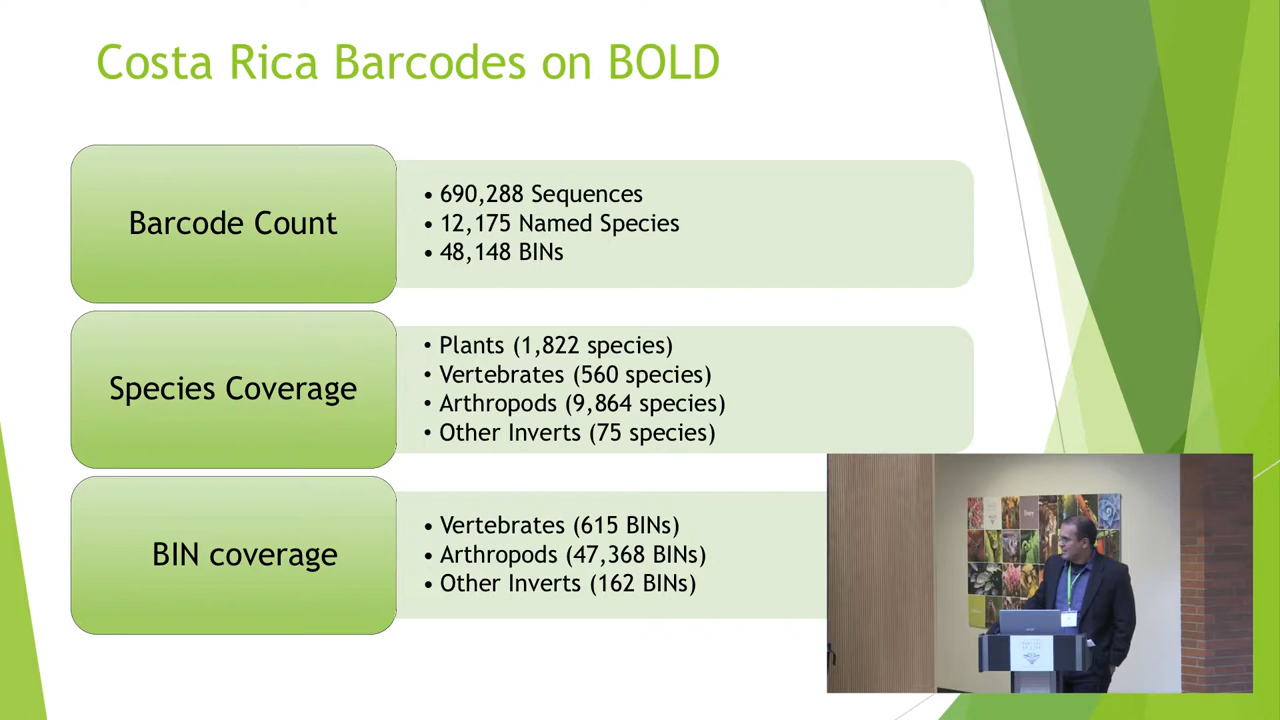 Costa Rica Barcodes on BOLD
Barcode Count
• 690,288 Sequences
• 12,175 Named Species
• 48,148 BINs
Species Coverage
• Plants (1,822 species)
• Vertebrates (560 species)
• Arthropods (9,864 species)
• Other Inverts (75 species)
BIN coverage
• Vertebrates (615 BINs)
• Arthropods (47,368 BINs)
• Other Inverts (162 BINs)